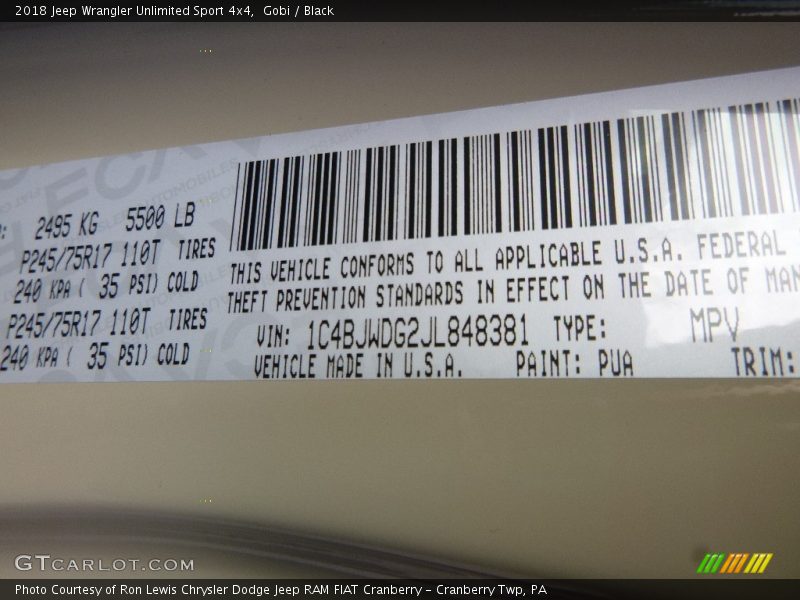 2018 Jeep Wrangler Unlimited Sport 4x4,  Gobi / Black
2495 KG  5500 LB
P245/75R17 110T  TIRES
240 KPA ( 35 PSI) COLD
P245/75R17 110T  TIRES
240 KPA ( 35 PSI) COLD
THIS VEHICLE CONFORMS TO ALL APPLICABLE U.S.A. FEDERAL
THEFT PREVENTION STANDARDS IN EFFECT ON THE DATE OF MAN
VIN: 1C4BJWDG2JL848381 TYPE: MPV
VEHICLE MADE IN U.S.A. PAINT: PUA TRIM:
GTCARLOT.COM
Photo Courtesy of Ron Lewis Chrysler Dodge Jeep RAM FIAT Cranberry – Cranberry Twp, PA